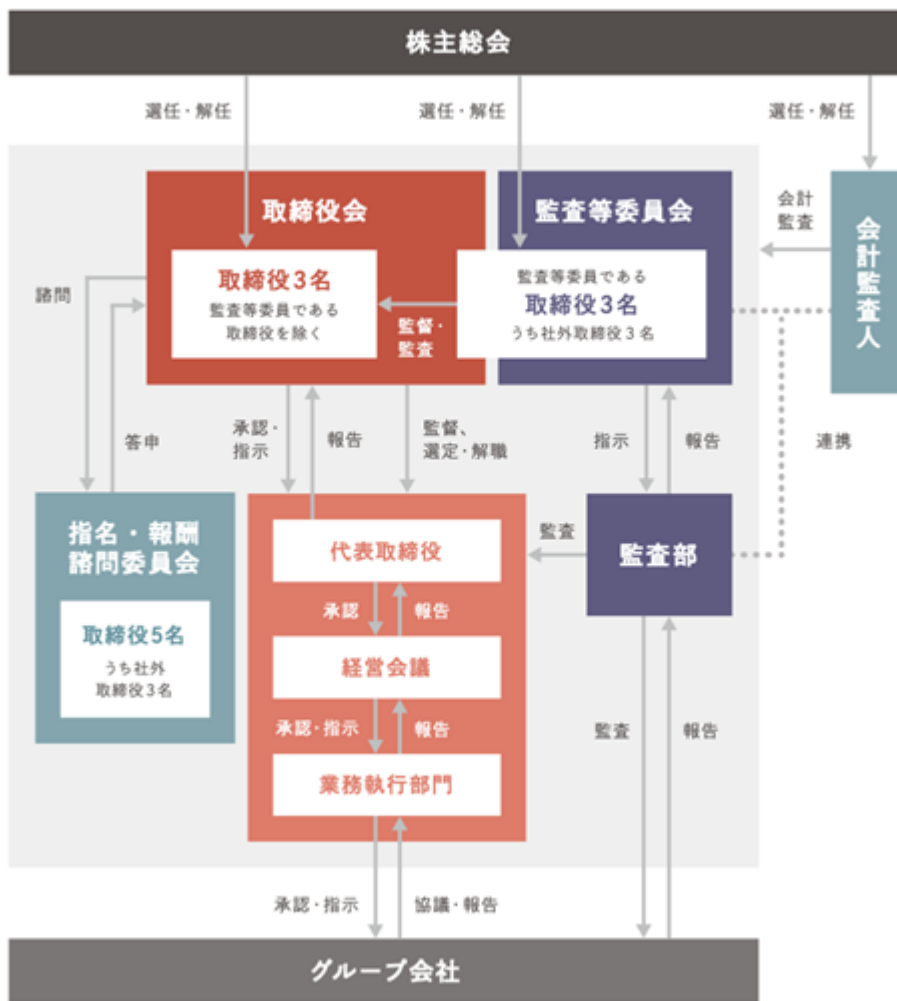 株主総会
選任・解任
選任・解任
選任・解任
取締役会
監査等委員会
会計
監査
会計監査人
取締役3名
監査等委員である
取締役を除く
監督・
監査
監査等委員である
取締役3名
うち社外取締役3名
諮問
答申
承認・
指示
報告
監督、
選定・解職
指示
報告
連携
指名・報酬
諮問委員会
取締役5名
うち社外
取締役3名
代表取締役
監査
監査部
承認
報告
経営会議
承認・指示
報告
業務執行部門
監査
報告
承認・指示
協議・報告
グループ会社